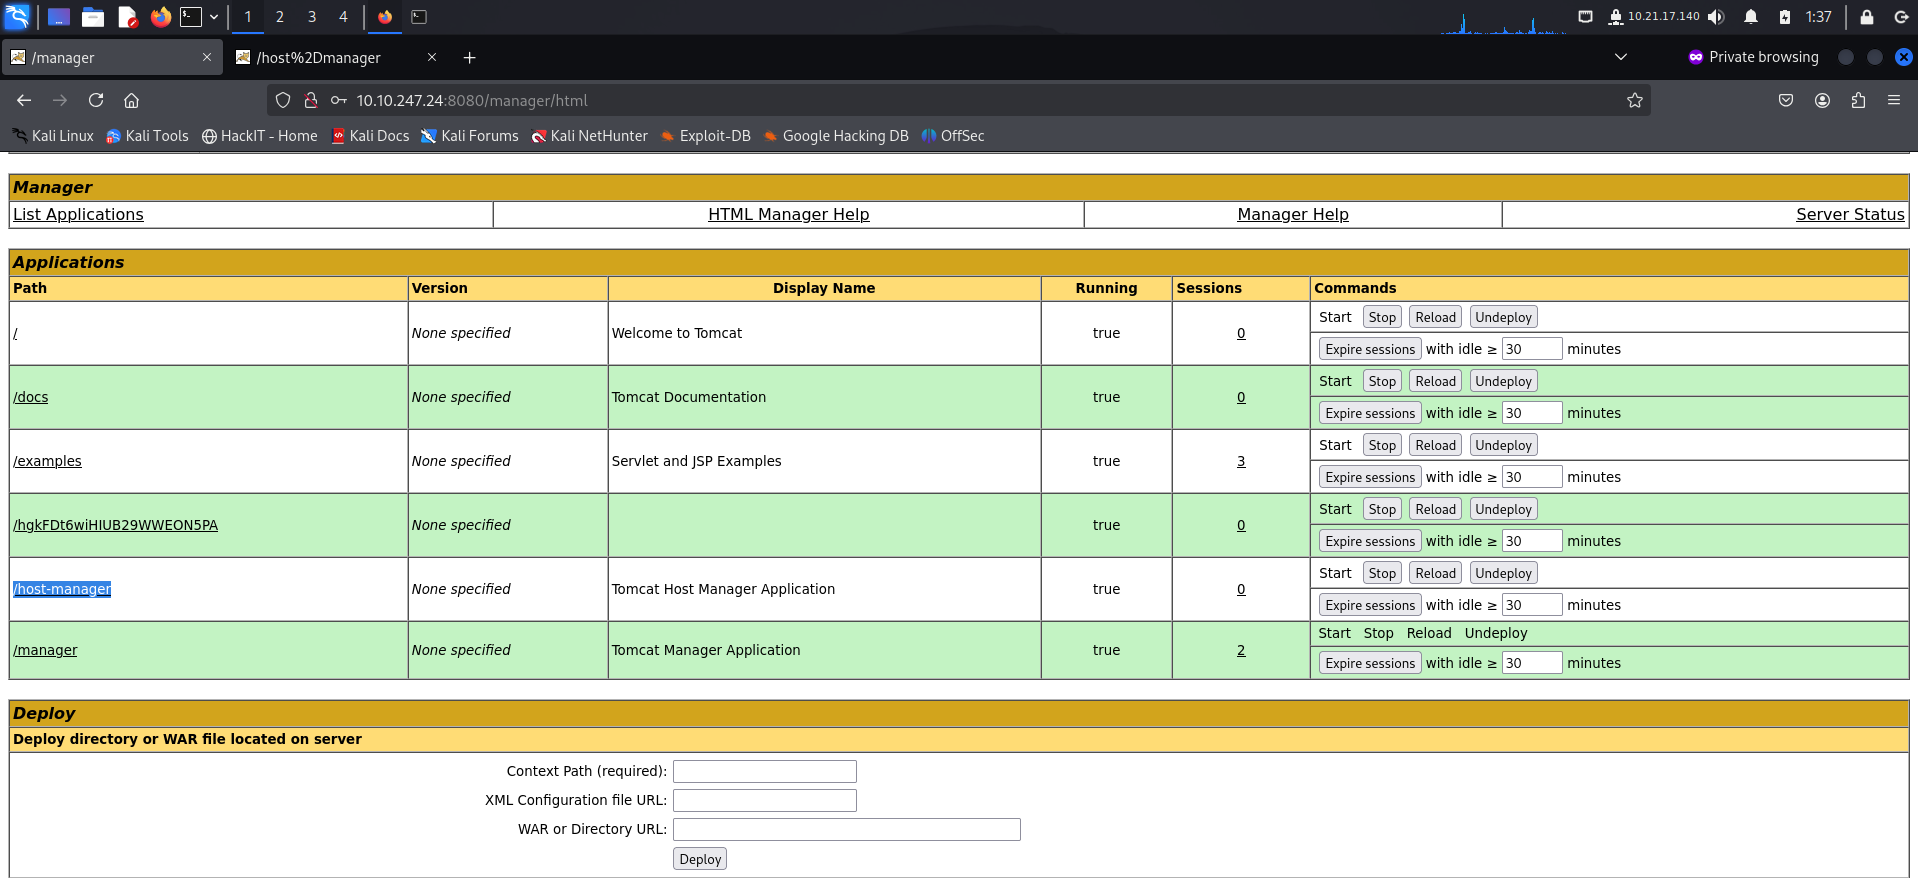 1 2 3 4 10.21.17.140 1:37
/manager /host%2Dmanager Private browsing
10.10.247.24:8080/manager/html
Kali Linux Kali Tools HackIT - Home Kali Docs Kali Forums Kali NetHunter Exploit-DB Google Hacking DB OffSec
Manager
List Applications HTML Manager Help Manager Help Server Status
Applications
Path Version Display Name Running Sessions Commands
/ None specified Welcome to Tomcat true 0 Start Stop Reload Undeploy
Expire sessions with idle ≥ 30 minutes
/docs None specified Tomcat Documentation true 0 Start Stop Reload Undeploy
Expire sessions with idle ≥ 30 minutes
/examples None specified Servlet and JSP Examples true 3 Start Stop Reload Undeploy
Expire sessions with idle ≥ 30 minutes
/hgkFDt6wiHIUB29WWEON5PA None specified true 0 Start Stop Reload Undeploy
Expire sessions with idle ≥ 30 minutes
/host-manager None specified Tomcat Host Manager Application true 0 Start Stop Reload Undeploy
Expire sessions with idle ≥ 30 minutes
/manager None specified Tomcat Manager Application true 2 Start Stop Reload Undeploy
Expire sessions with idle ≥ 30 minutes
Deploy
Deploy directory or WAR file located on server
Context Path (required):
XML Configuration file URL:
WAR or Directory URL:
Deploy